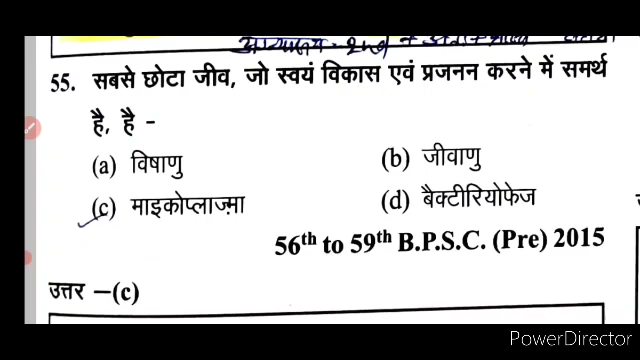 55. सबसे छोटा जीव, जो स्वयं विकास एवं प्रजनन करने में समर्थ
है, है –
(a) विषाणु (b) जीवाणु
(c) माइकोप्लाज़्मा (d) बैक्टीरियोफेज
56th to 59th B.P.S.C. (Pre) 2015
उत्तर –(c)
PowerDirector